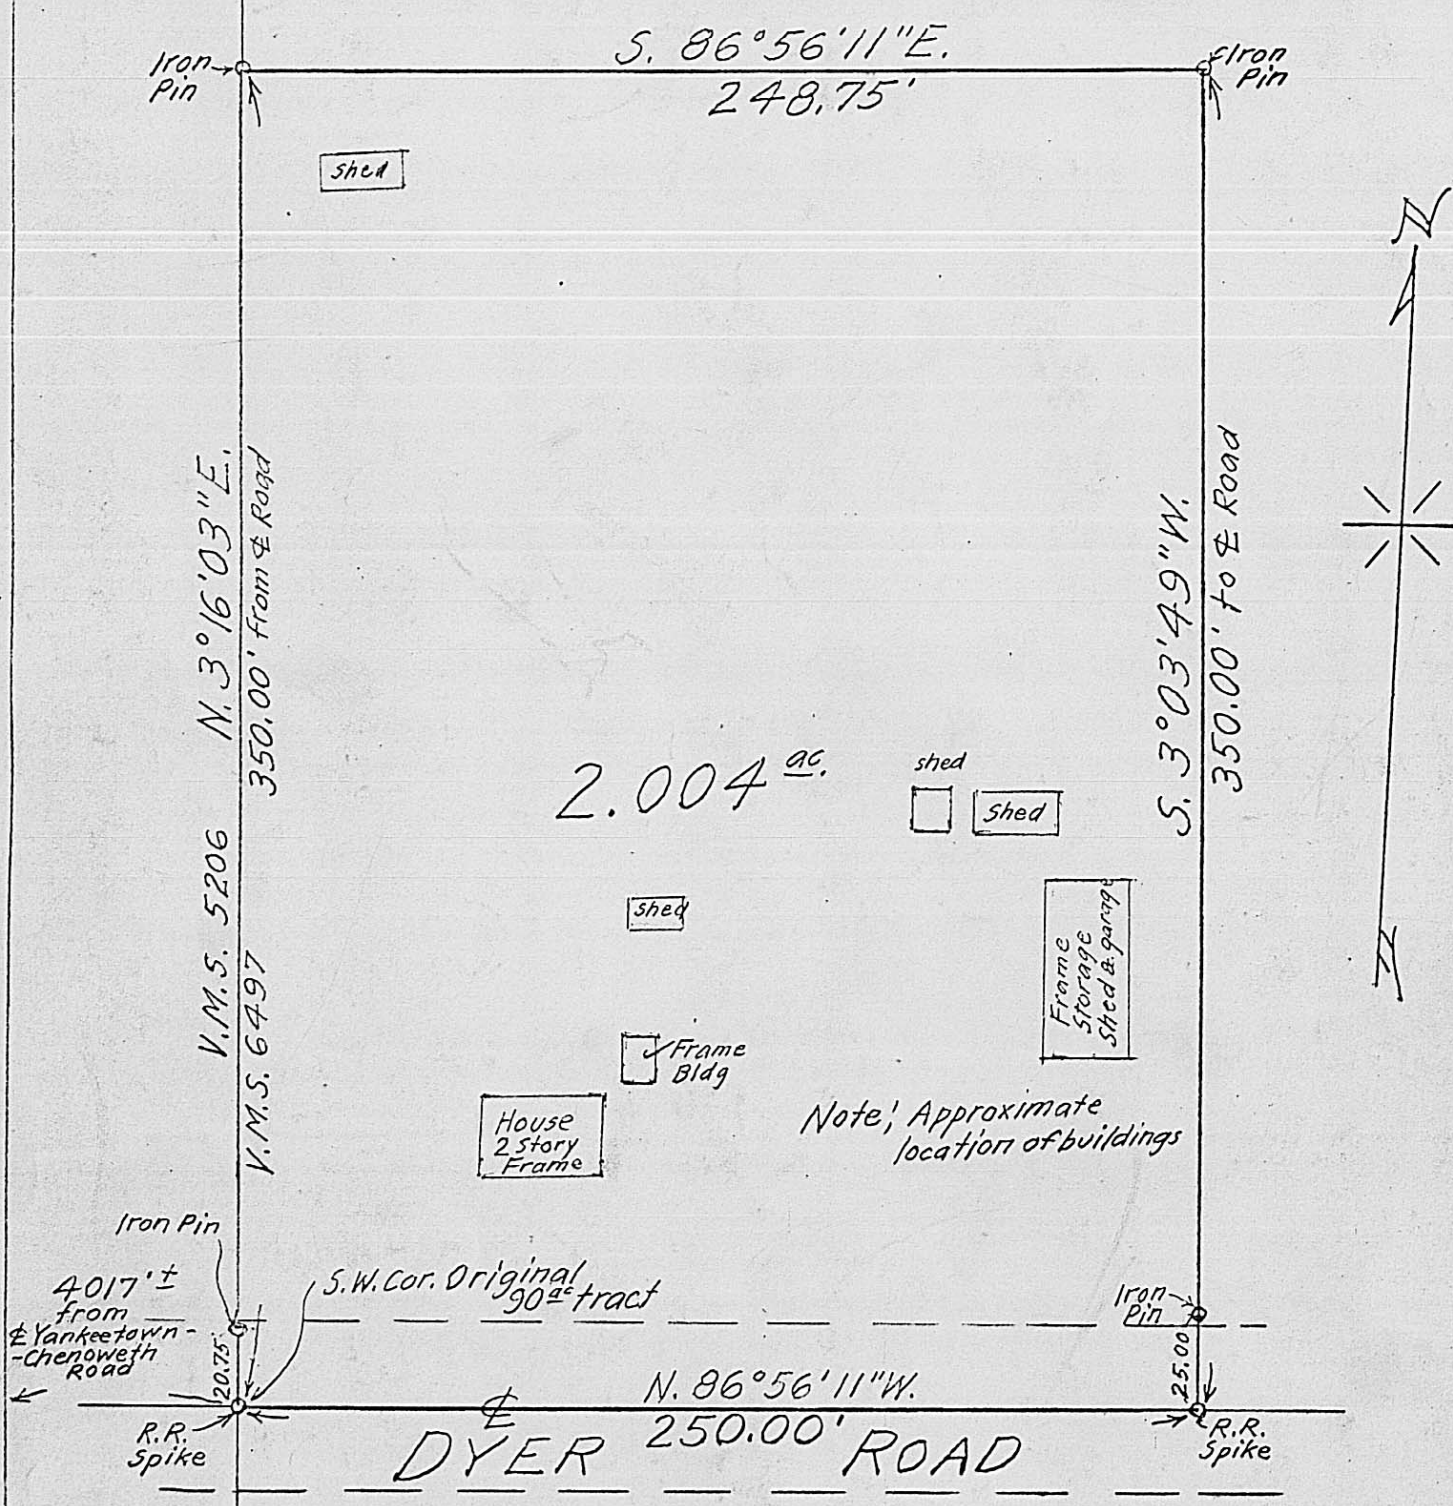 S. 86°56'11"E.
248.75'
Iron
Pin
Iron
Pin
shed
N
N. 3°16'03"E.
350.00' from ℄ Road
S. 3°03'49"W.
350.00' to ℄ Road
2.004 ac.
shed
Shed
V.M.S. 5206
V.M.S. 6497
shed
Frame
Storage
Shed & garage
Frame
Bldg
House
2 Story
Frame
Note; Approximate
location of buildings
Iron Pin
S.W. Cor. Original
90 ac tract
4017' ±
from
℄ Yankeetown-
-Chenoweth
Road
20.75
Iron
Pin
25.00
N. 86°56'11"W.
℄
250.00'
R.R.
Spike
R.R.
Spike
DYER ROAD